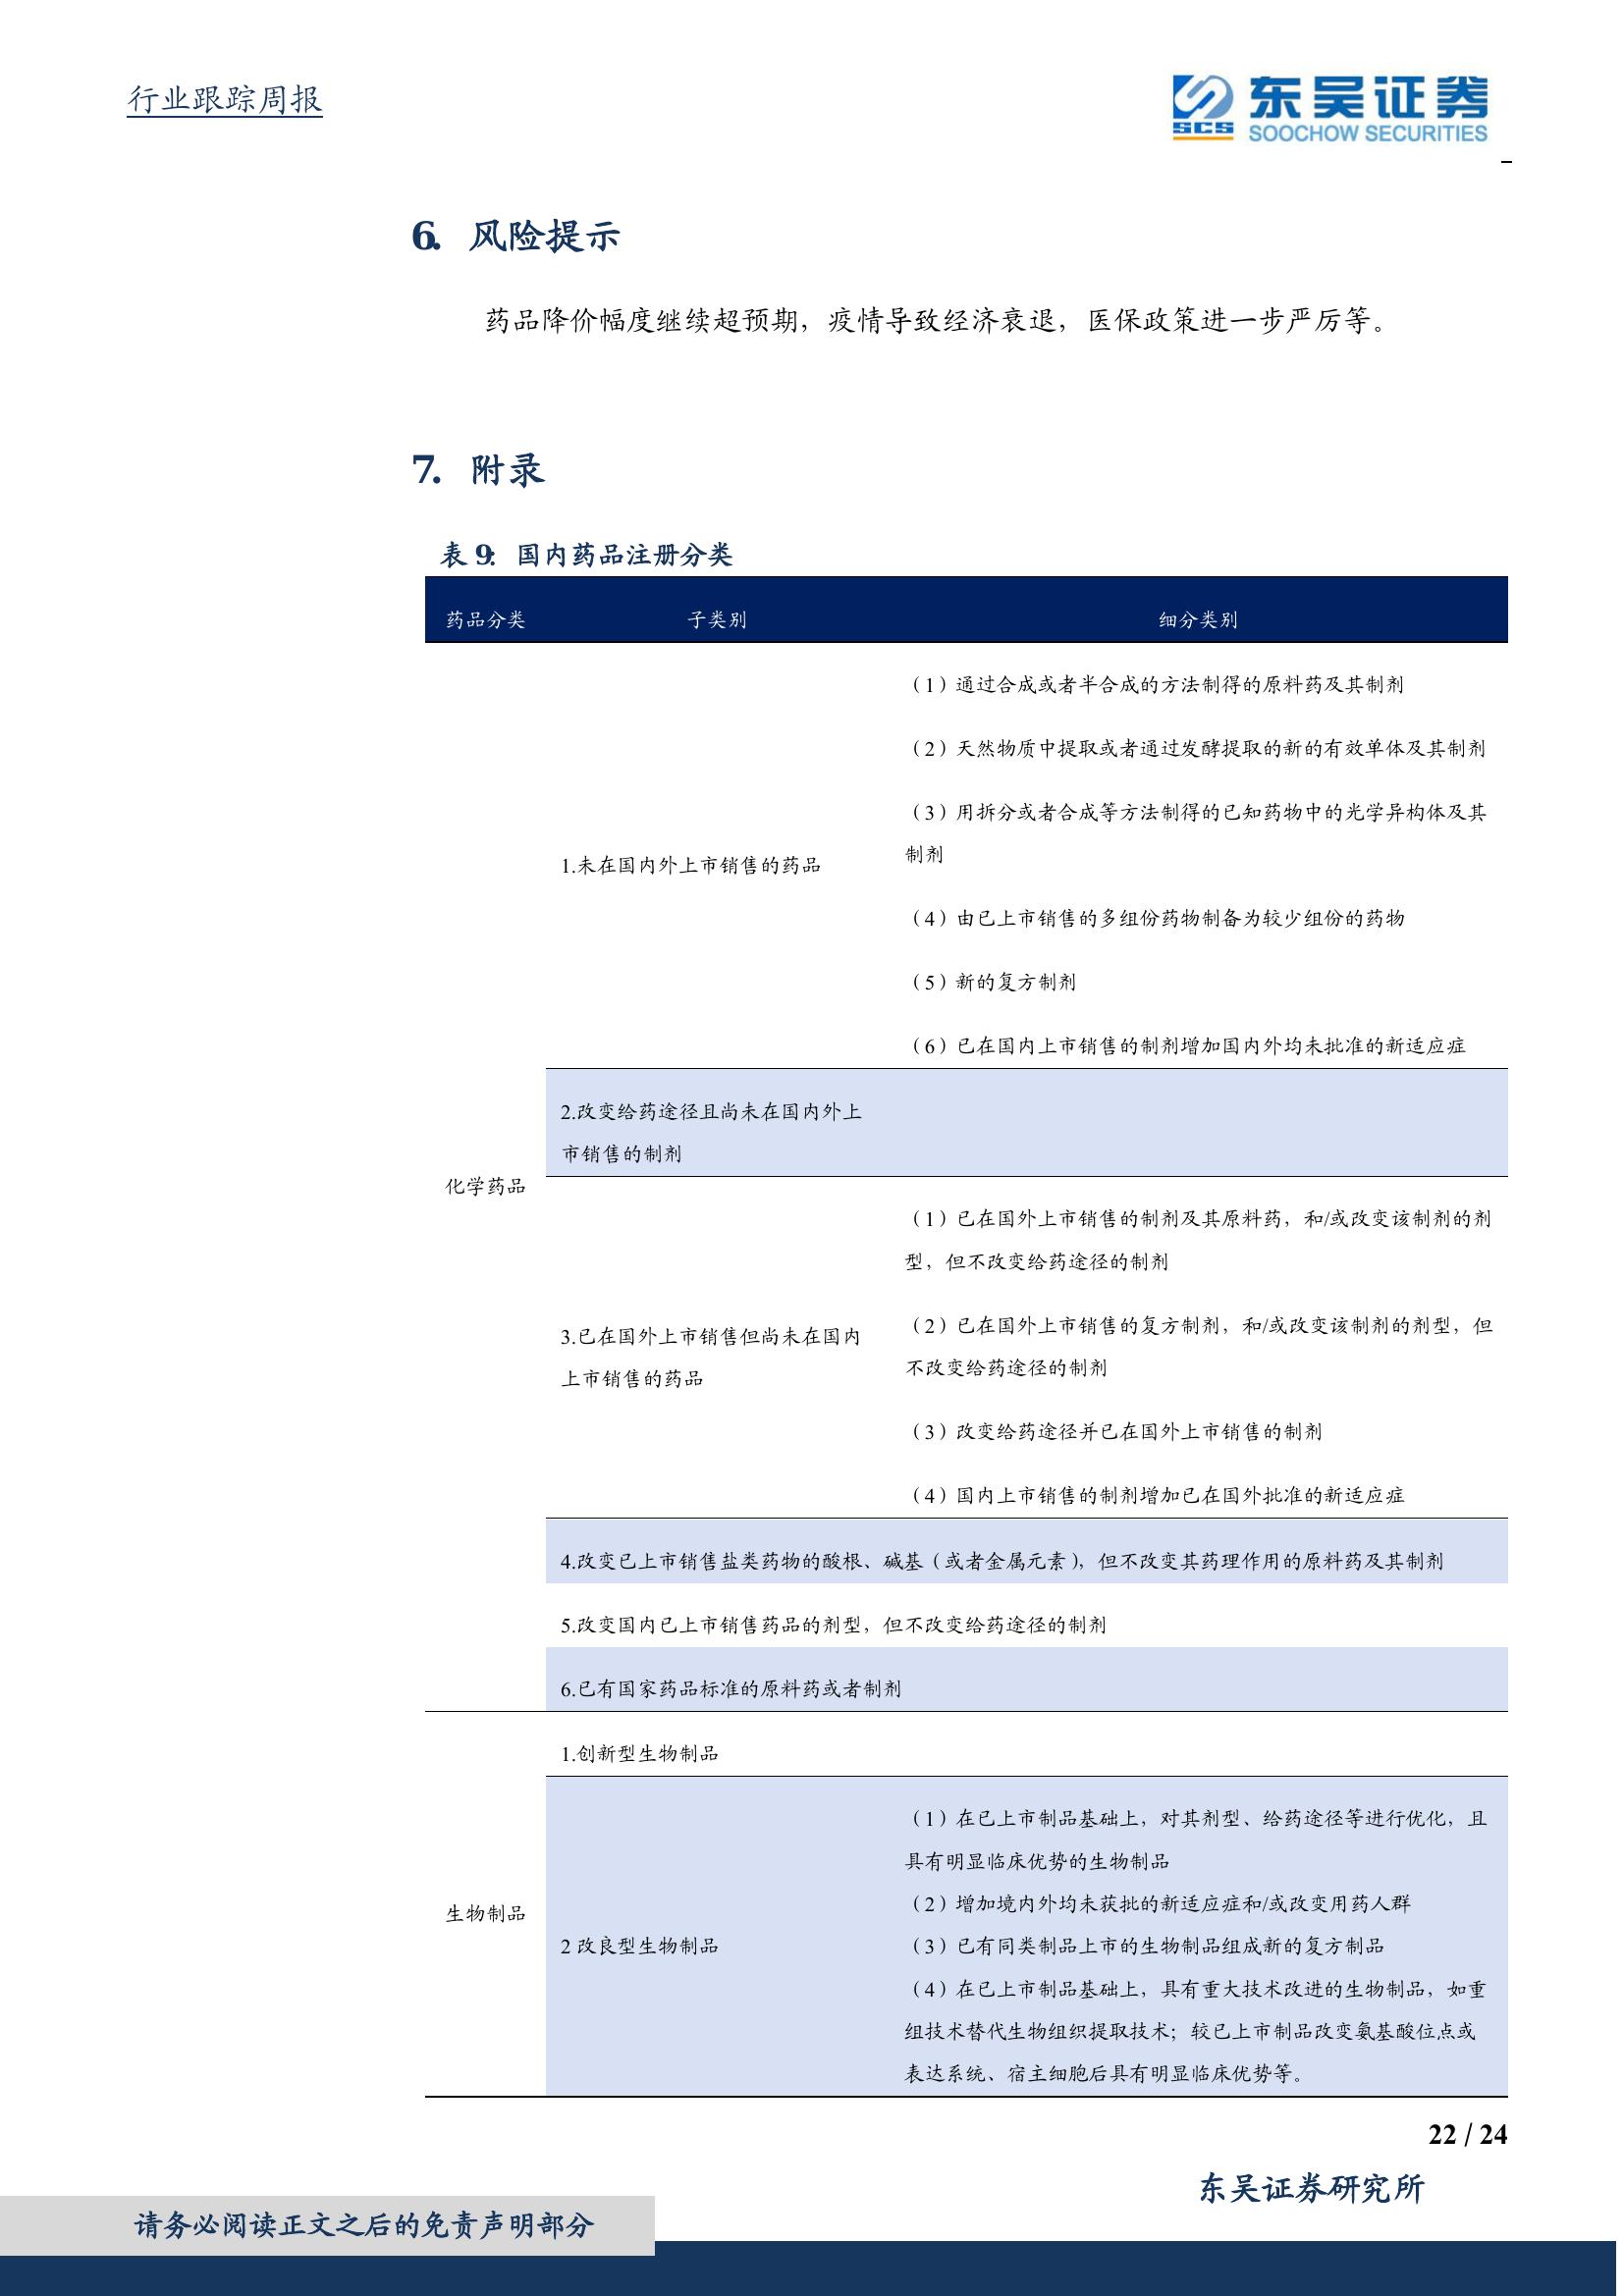 行业跟踪周报
SCS
东吴证券
SOOCHOW SECURITIES
6. 风险提示
药品降价幅度继续超预期，疫情导致经济衰退，医保政策进一步严厉等。
7. 附录
表 9：国内药品注册分类
药品分类 子类别 细分类别
化学药品
1.未在国内外上市销售的药品
（1）通过合成或者半合成的方法制得的原料药及其制剂
（2）天然物质中提取或者通过发酵提取的新的有效单体及其制剂
（3）用拆分或者合成等方法制得的已知药物中的光学异构体及其
制剂
（4）由已上市销售的多组份药物制备为较少组份的药物
（5）新的复方制剂
（6）已在国内上市销售的制剂增加国内外均未批准的新适应症
2.改变给药途径且尚未在国内外上
市销售的制剂
3.已在国外上市销售但尚未在国内
上市销售的药品
（1）已在国外上市销售的制剂及其原料药，和/或改变该制剂的剂
型，但不改变给药途径的制剂
（2）已在国外上市销售的复方制剂，和/或改变该制剂的剂型，但
不改变给药途径的制剂
（3）改变给药途径并已在国外上市销售的制剂
（4）国内上市销售的制剂增加已在国外批准的新适应症
4.改变已上市销售盐类药物的酸根、碱基（或者金属元素），但不改变其药理作用的原料药及其制剂
5.改变国内已上市销售药品的剂型，但不改变给药途径的制剂
6.已有国家药品标准的原料药或者制剂
生物制品
1.创新型生物制品
2 改良型生物制品
（1）在已上市制品基础上，对其剂型、给药途径等进行优化，且
具有明显临床优势的生物制品
（2）增加境内外均未获批的新适应症和/或改变用药人群
（3）已有同类制品上市的生物制品组成新的复方制品
（4）在已上市制品基础上，具有重大技术改进的生物制品，如重
组技术替代生物组织提取技术；较已上市制品改变氨基酸位点或
表达系统、宿主细胞后具有明显临床优势等。
22 / 24
东吴证券研究所
请务必阅读正文之后的免责声明部分